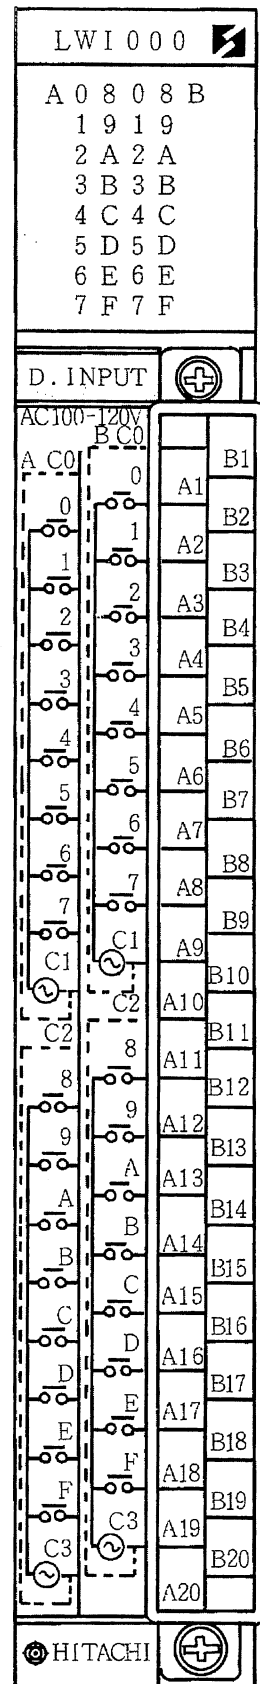 LWI000
A 0 8 0 8 B
1 9 1 9
2 A 2 A
3 B 3 B
4 C 4 C
5 D 5 D
6 E 6 E
7 F 7 F
D. INPUT
AC100-120V
B C0
A C0
0
1
2
3
4
5
6
7
C1
C2
8
9
A
B
C
D
E
F
C3
0
1
2
3
4
5
6
7
C1
C2
8
9
A
B
C
D
E
F
C3
B1
A1
B2
A2
B3
A3
B4
A4
B5
A5
B6
A6
B7
A7
B8
A8
B9
A9
B10
A10
B11
A11
B12
A12
B13
A13
B14
A14
B15
A15
B16
A16
B17
A17
B18
A18
B19
A19
B20
A20
HITACHI